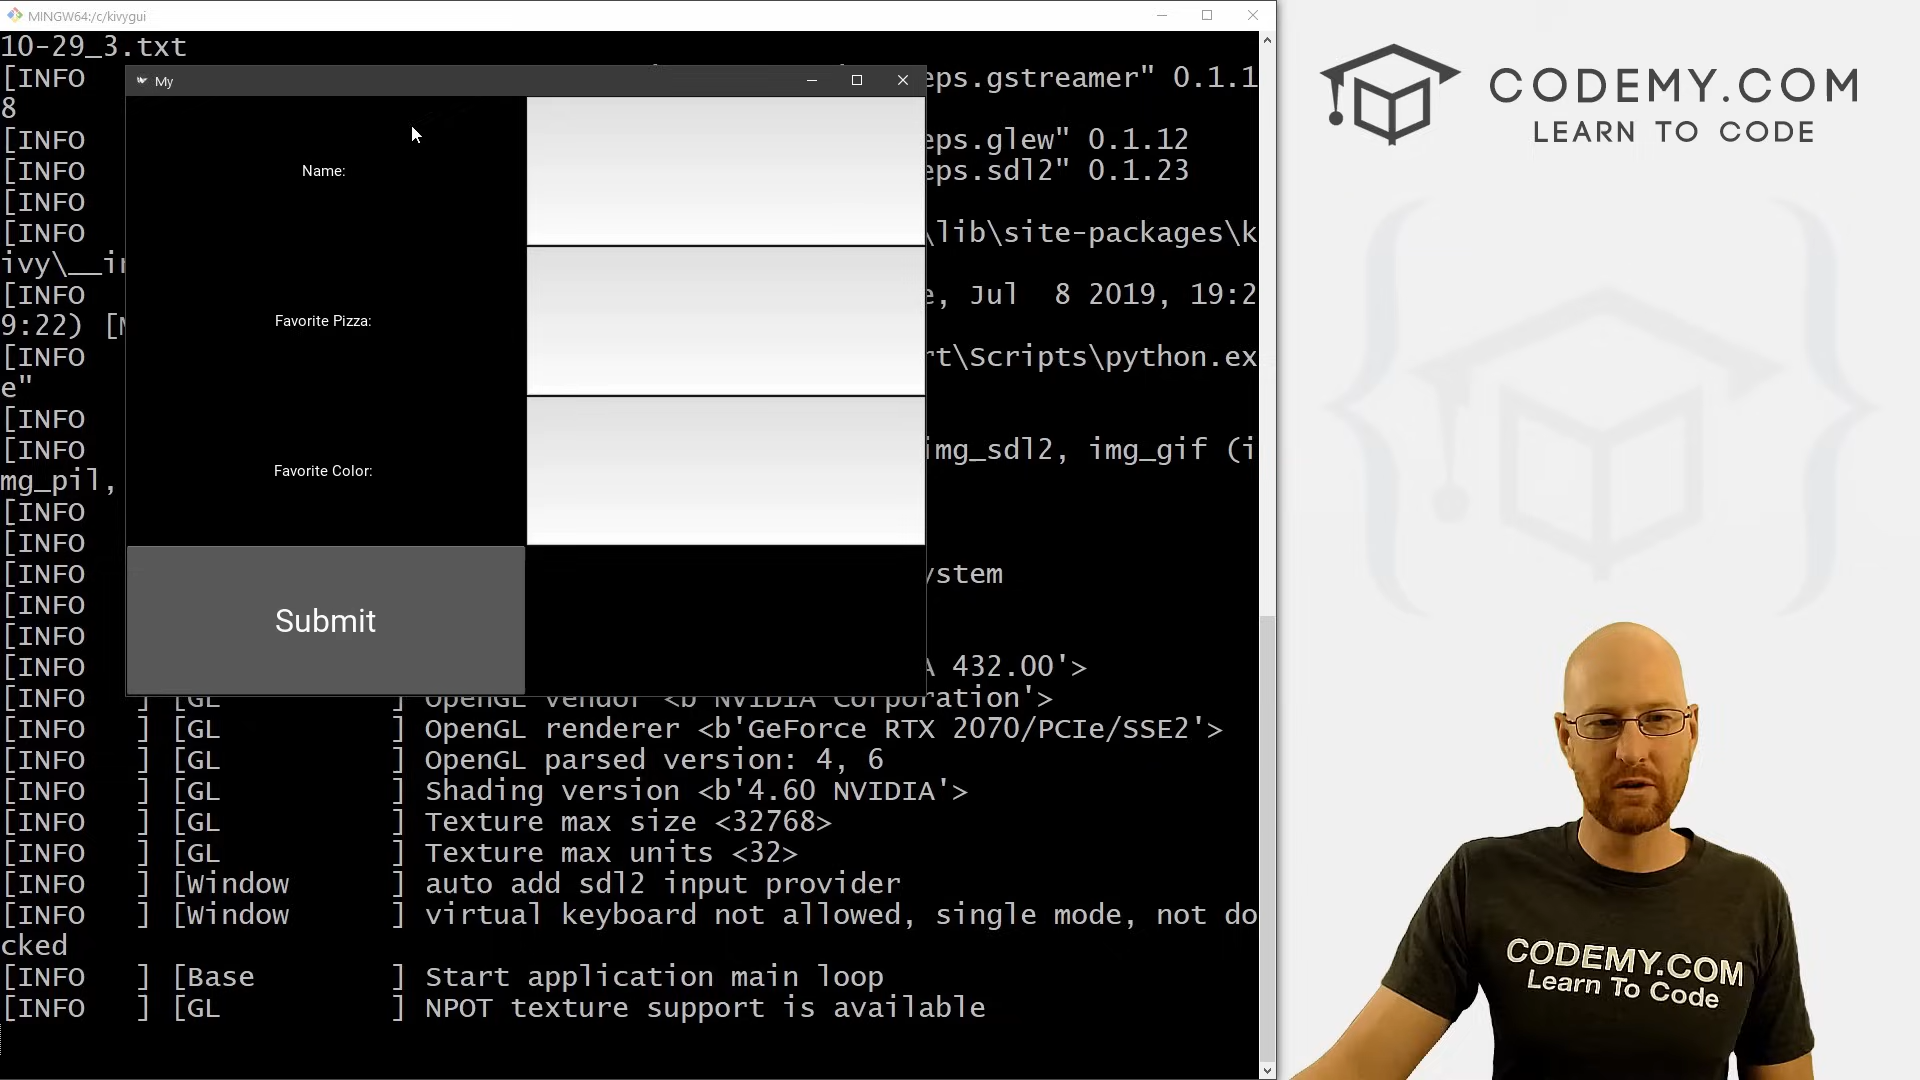 MINGW64:/c/kivygui
10-29_3.txt
[INFO eps.gstreamer" 0.1.1
8
[INFO eps.glew" 0.1.12
[INFO eps.sdl2" 0.1.23
[INFO
[INFO \lib\site-packages\k
ivy\__in
[INFO e, Jul  8 2019, 19:2
9:22) [M
[INFO rt\Scripts\python.ex
e"
[INFO
[INFO img_sdl2, img_gif (i
mg_pil,
[INFO
[INFO
[INFO ystem
[INFO
[INFO
[INFO A 432.00'>
[INFO   ] [GL          ] OpenGL vendor <b'NVIDIA Corporation'>
[INFO   ] [GL          ] OpenGL renderer <b'GeForce RTX 2070/PCIe/SSE2'>
[INFO   ] [GL          ] OpenGL parsed version: 4, 6
[INFO   ] [GL          ] Shading version <b'4.60 NVIDIA'>
[INFO   ] [GL          ] Texture max size <32768>
[INFO   ] [GL          ] Texture max units <32>
[INFO   ] [Window      ] auto add sdl2 input provider
[INFO   ] [Window      ] virtual keyboard not allowed, single mode, not do
cked
[INFO   ] [Base        ] Start application main loop
[INFO   ] [GL          ] NPOT texture support is available
My
Name:
Favorite Pizza:
Favorite Color:
Submit
CODEMY.COM
LEARN TO CODE
CODEMY.COM
Learn To Code